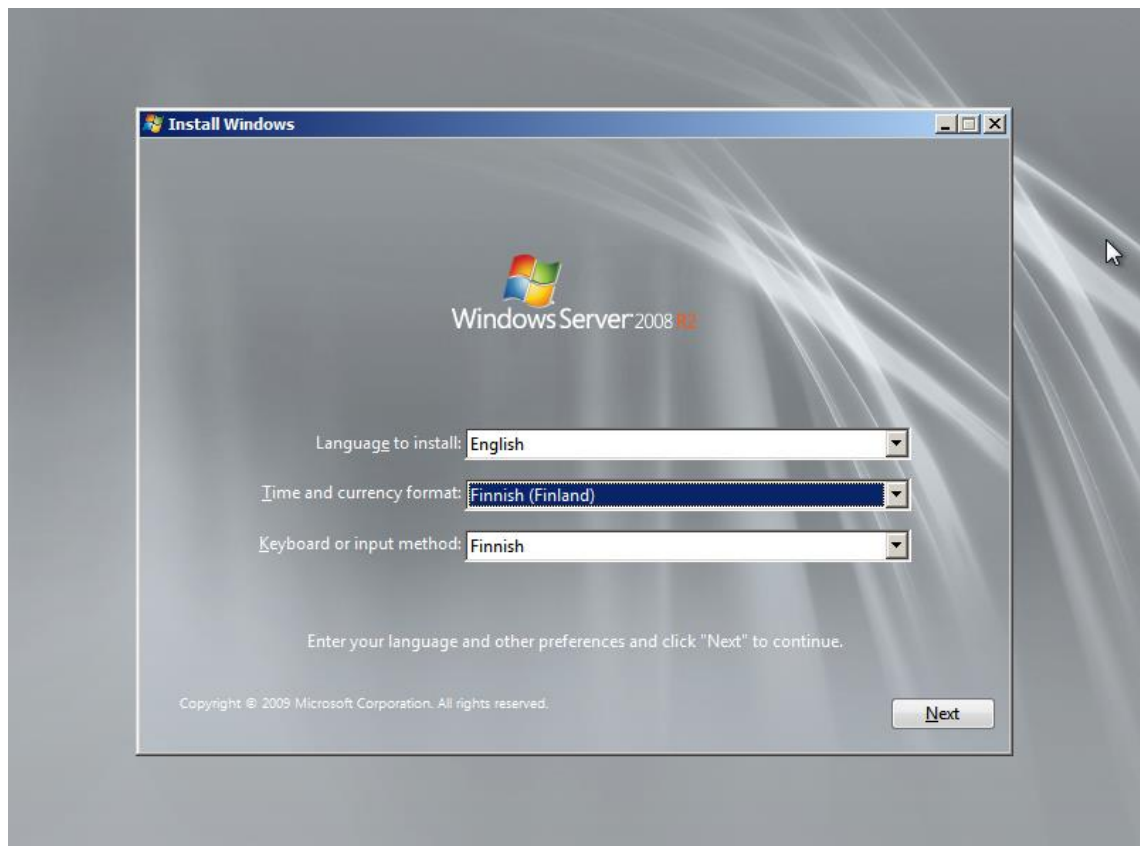 Install Windows
Windows Server 2008 R2
Language to install: English
Time and currency format: Finnish (Finland)
Keyboard or input method: Finnish
Enter your language and other preferences and click "Next" to continue.
Copyright © 2009 Microsoft Corporation. All rights reserved.
Next